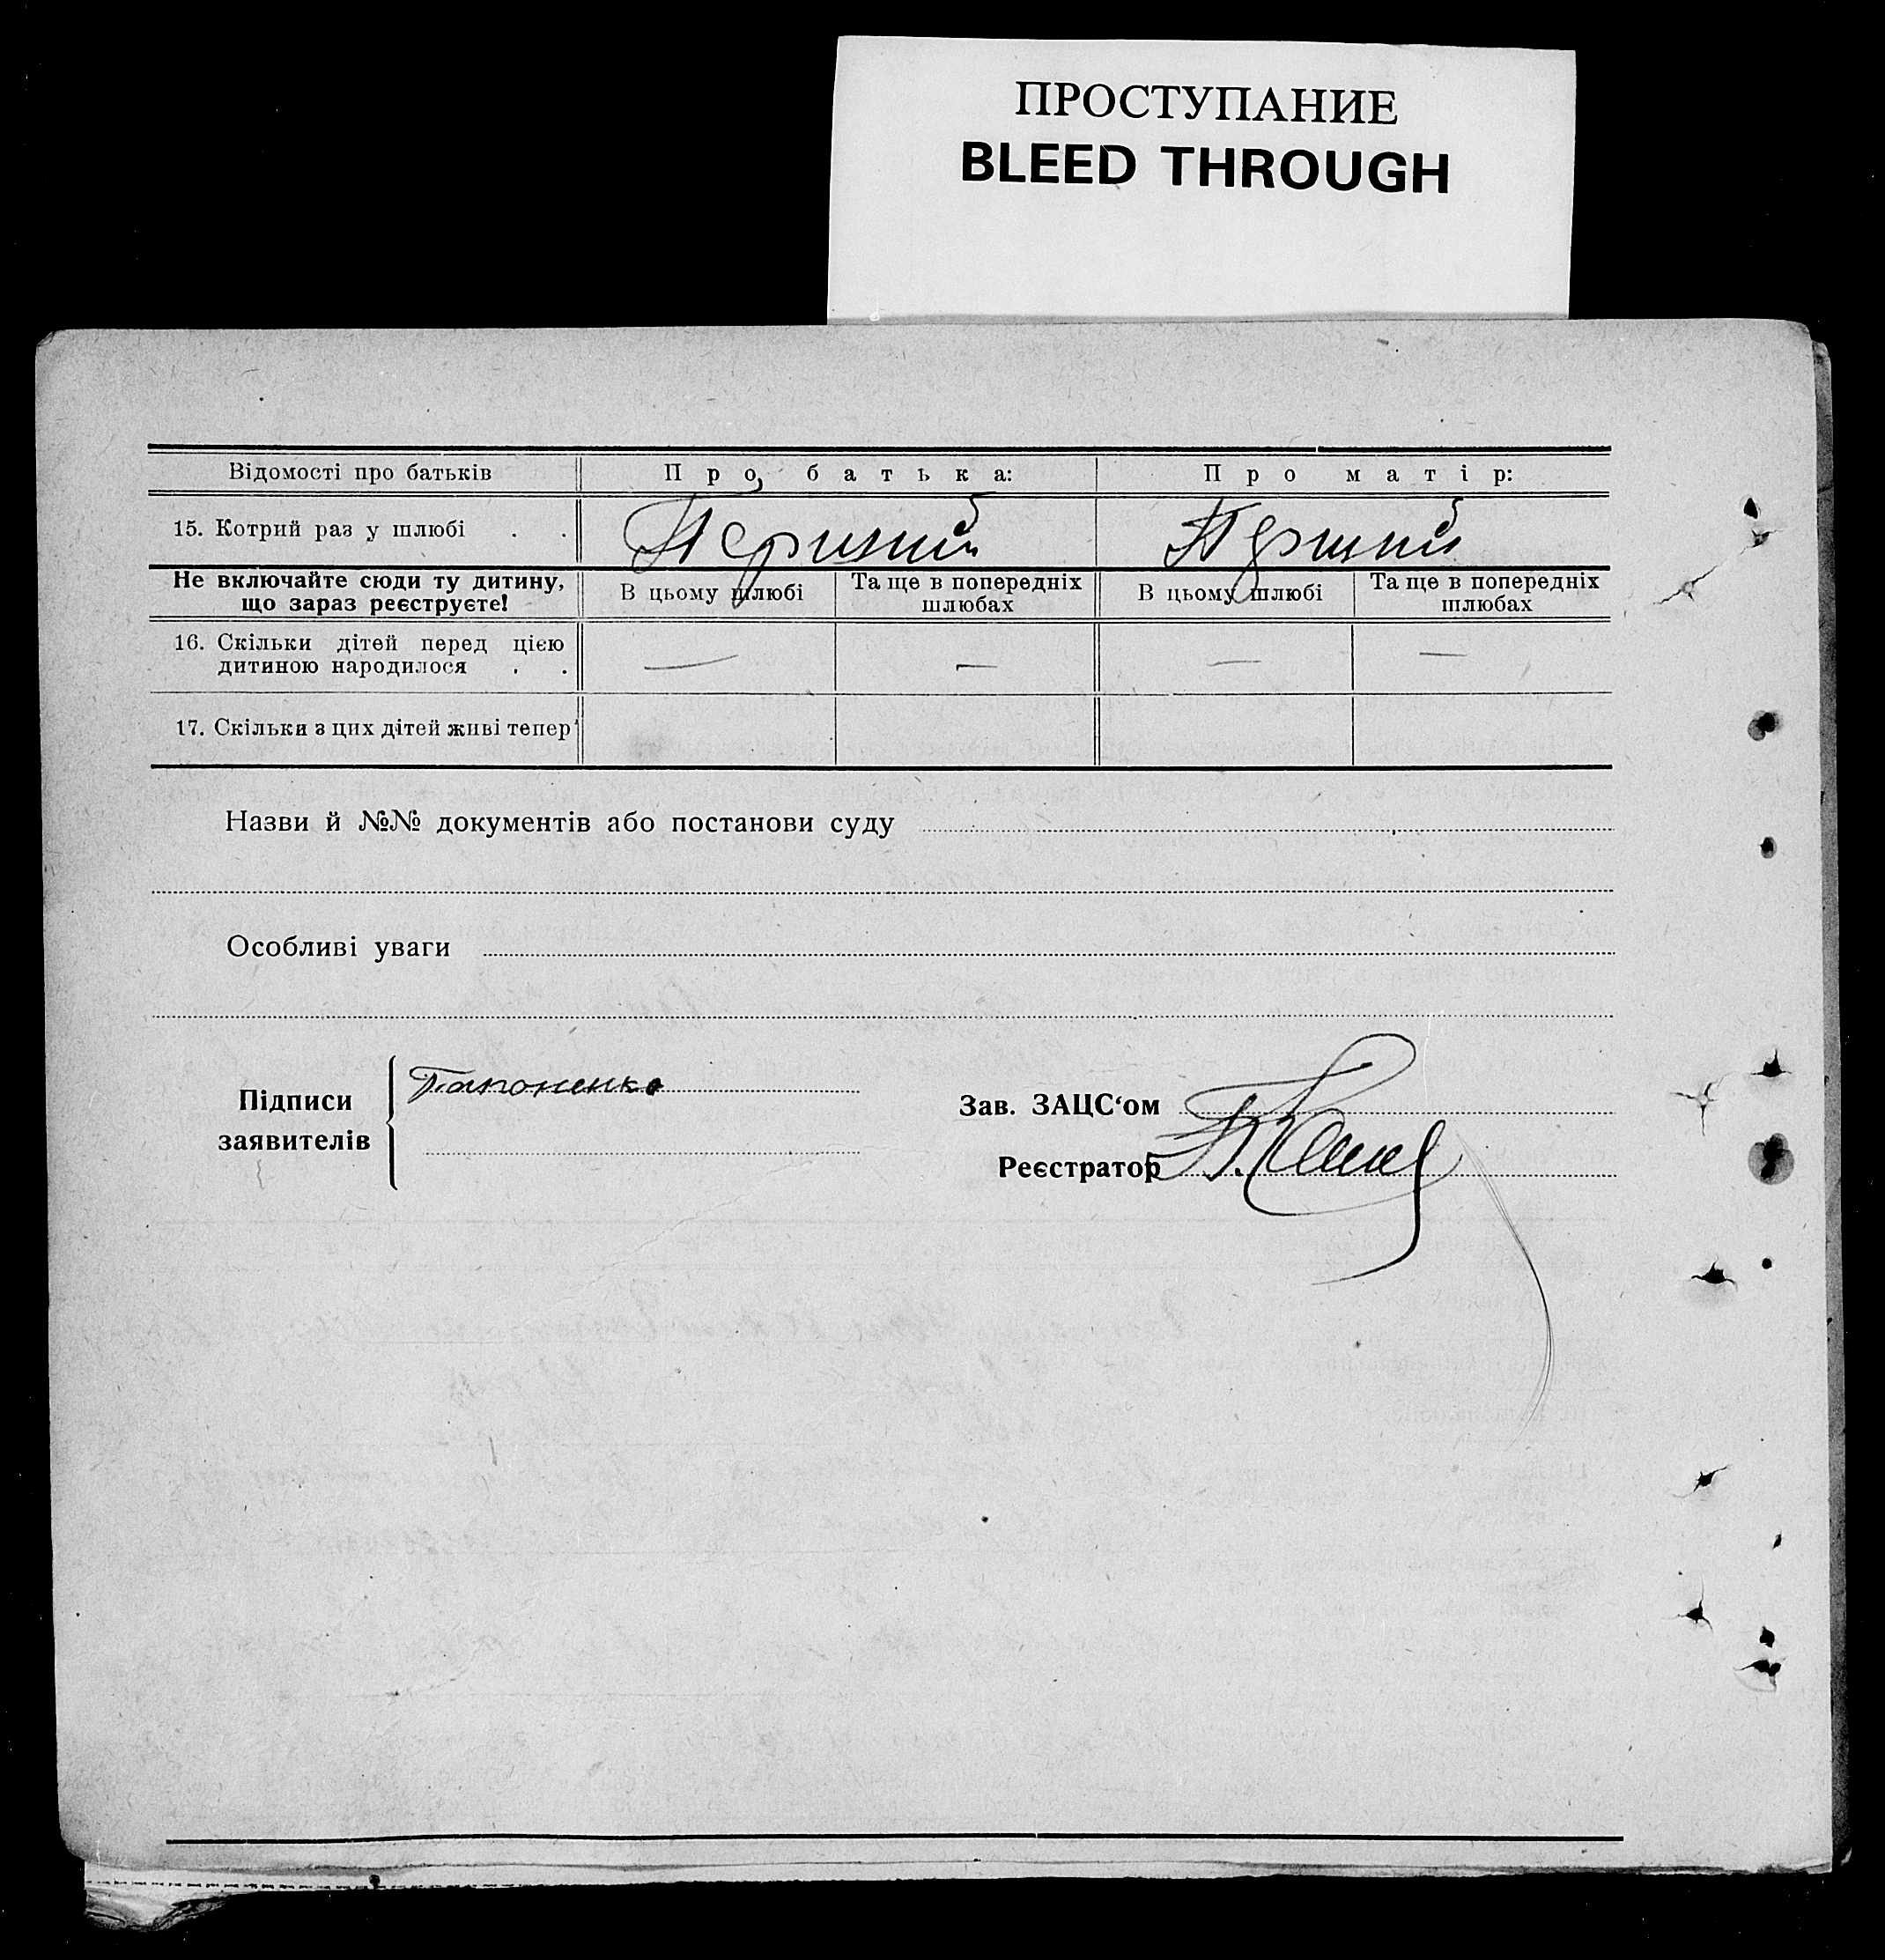 ПРОСТУПАНИЕ
BLEED THROUGH
Відомості про батьків Про батька: Про матір:
15. Котрий раз у шлюбі . . Перший Перший
Не включайте сюди ту дитину, що зараз реєструєте! В цьому шлюбі Та ще в попередніх шлюбах В цьому шлюбі Та ще в попередніх шлюбах
16. Скільки дітей перед цією
дитиною народилося . . — — — —
17. Скільки з цих дітей живі тепер
Назви й №№ документів або постанови суду
Особливі уваги
Підписи
заявителів
Зав. ЗАЦС‘ом
Реєстратор